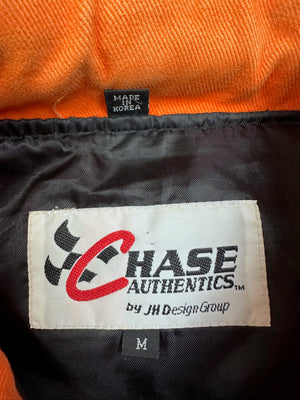 MADE
IN
KOREA
CHASE
AUTHENTICS™
by JH Design Group
M